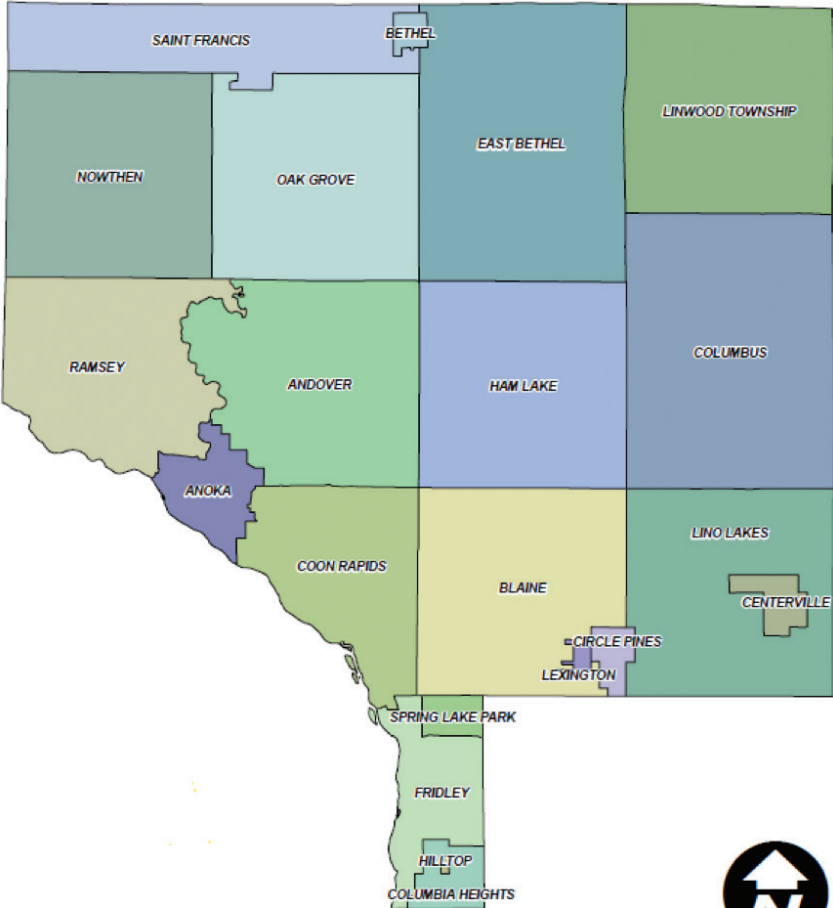 SAINT FRANCIS
BETHEL
LINWOOD TOWNSHIP
EAST BETHEL
NOWTHEN
OAK GROVE
COLUMBUS
RAMSEY
ANDOVER
HAM LAKE
ANOKA
LINO LAKES
COON RAPIDS
BLAINE
CENTERVILLE
CIRCLE PINES
LEXINGTON
SPRING LAKE PARK
FRIDLEY
HILLTOP
COLUMBIA HEIGHTS
N